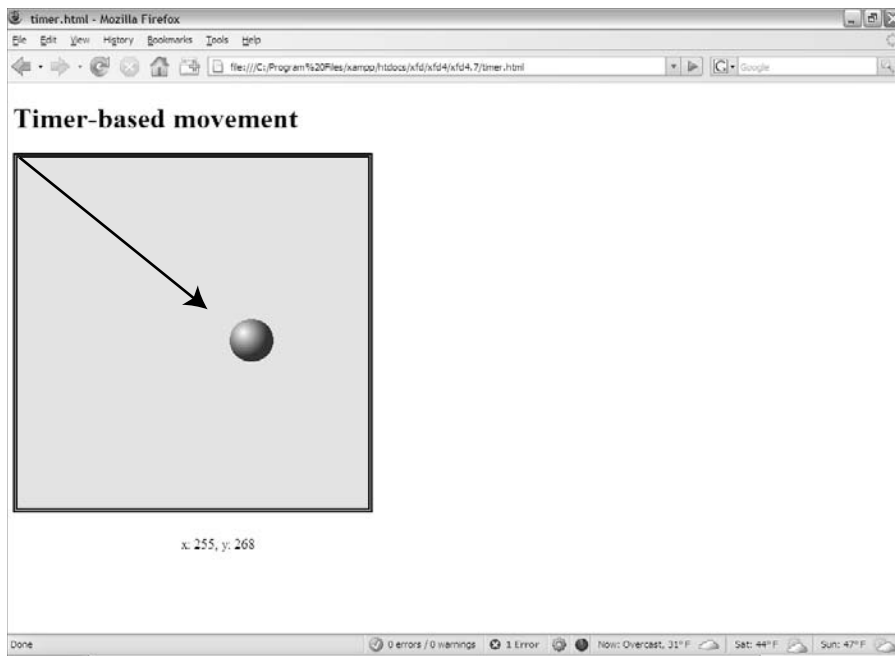 timer.html - Mozilla Firefox
File Edit View History Bookmarks Tools Help
file:///C:/Program%20Files/xampp/htdocs/xfd/xfd4/xfd4.7/timer.html
G Google
Timer-based movement
x: 255, y: 268
Done 0 errors / 0 warnings 1 Error Now: Overcast, 31° F Sat: 44° F Sun: 47° F